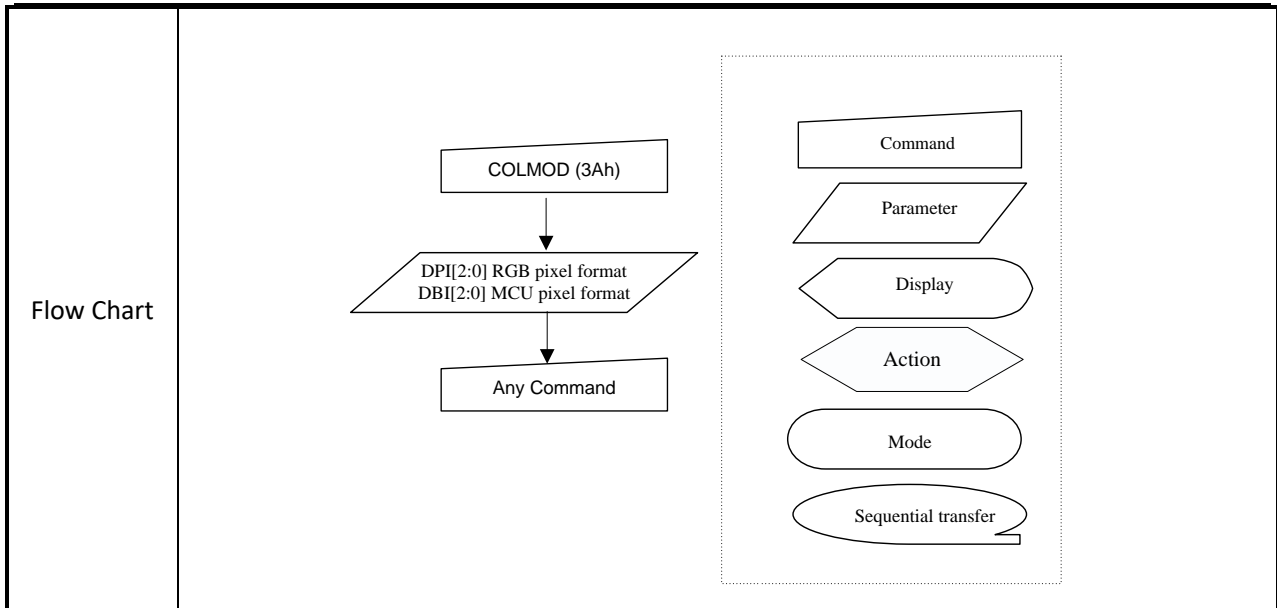 Flow Chart
COLMOD (3Ah)
DPI[2:0] RGB pixel format
DBI[2:0] MCU pixel format
Any Command
Command
Parameter
Display
Action
Mode
Sequential transfer